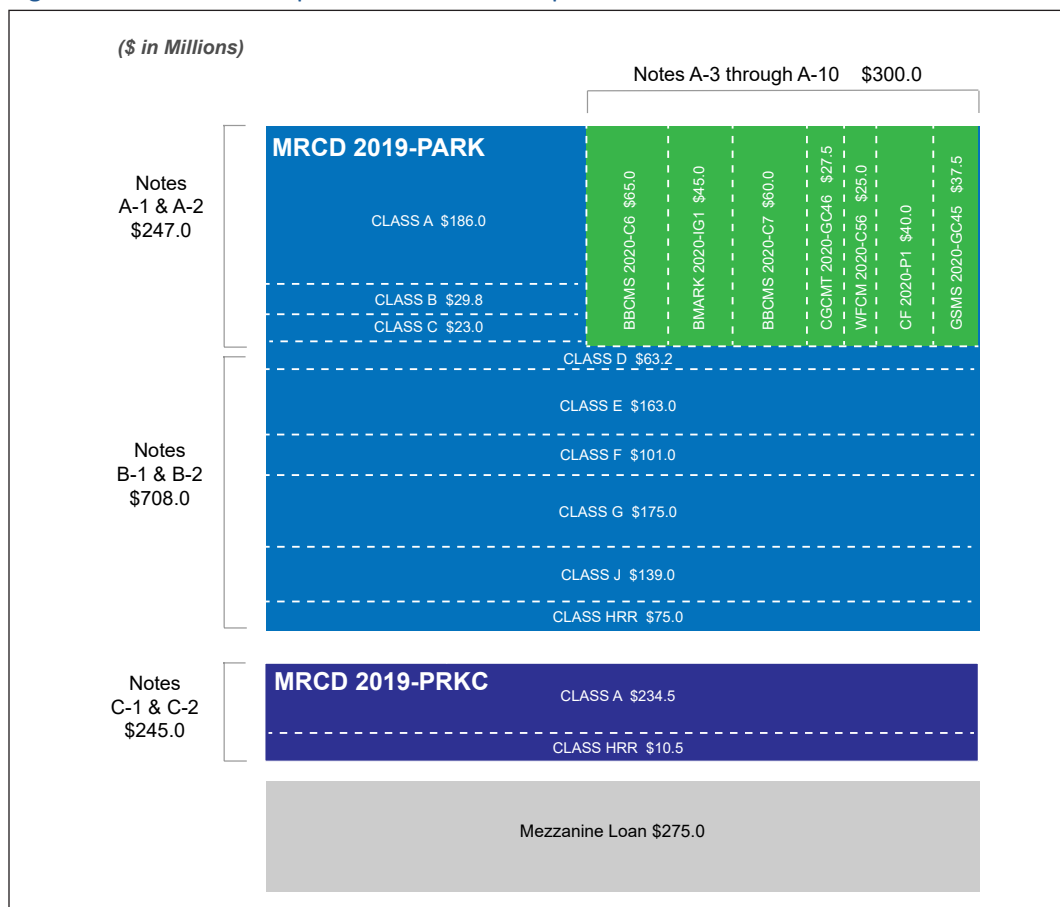 ($ in Millions)
Notes A-3 through A-10 $300.0
MRCD 2019-PARK
Notes
A-1 & A-2
$247.0
CLASS A $186.0
CLASS B $29.8
CLASS C $23.0
BBCMS 2020-C6 $65.0
BMARK 2020-IG1 $45.0
BBCMS 2020-C7 $60.0
CGCMT 2020-GC46 $27.5
WFCM 2020-C56 $25.0
CF 2020-P1 $40.0
GSMS 2020-GC45 $37.5
Notes
B-1 & B-2
$708.0
CLASS D $63.2
CLASS E $163.0
CLASS F $101.0
CLASS G $175.0
CLASS J $139.0
CLASS HRR $75.0
Notes
C-1 & C-2
$245.0
MRCD 2019-PRKC
CLASS A $234.5
CLASS HRR $10.5
Mezzanine Loan $275.0